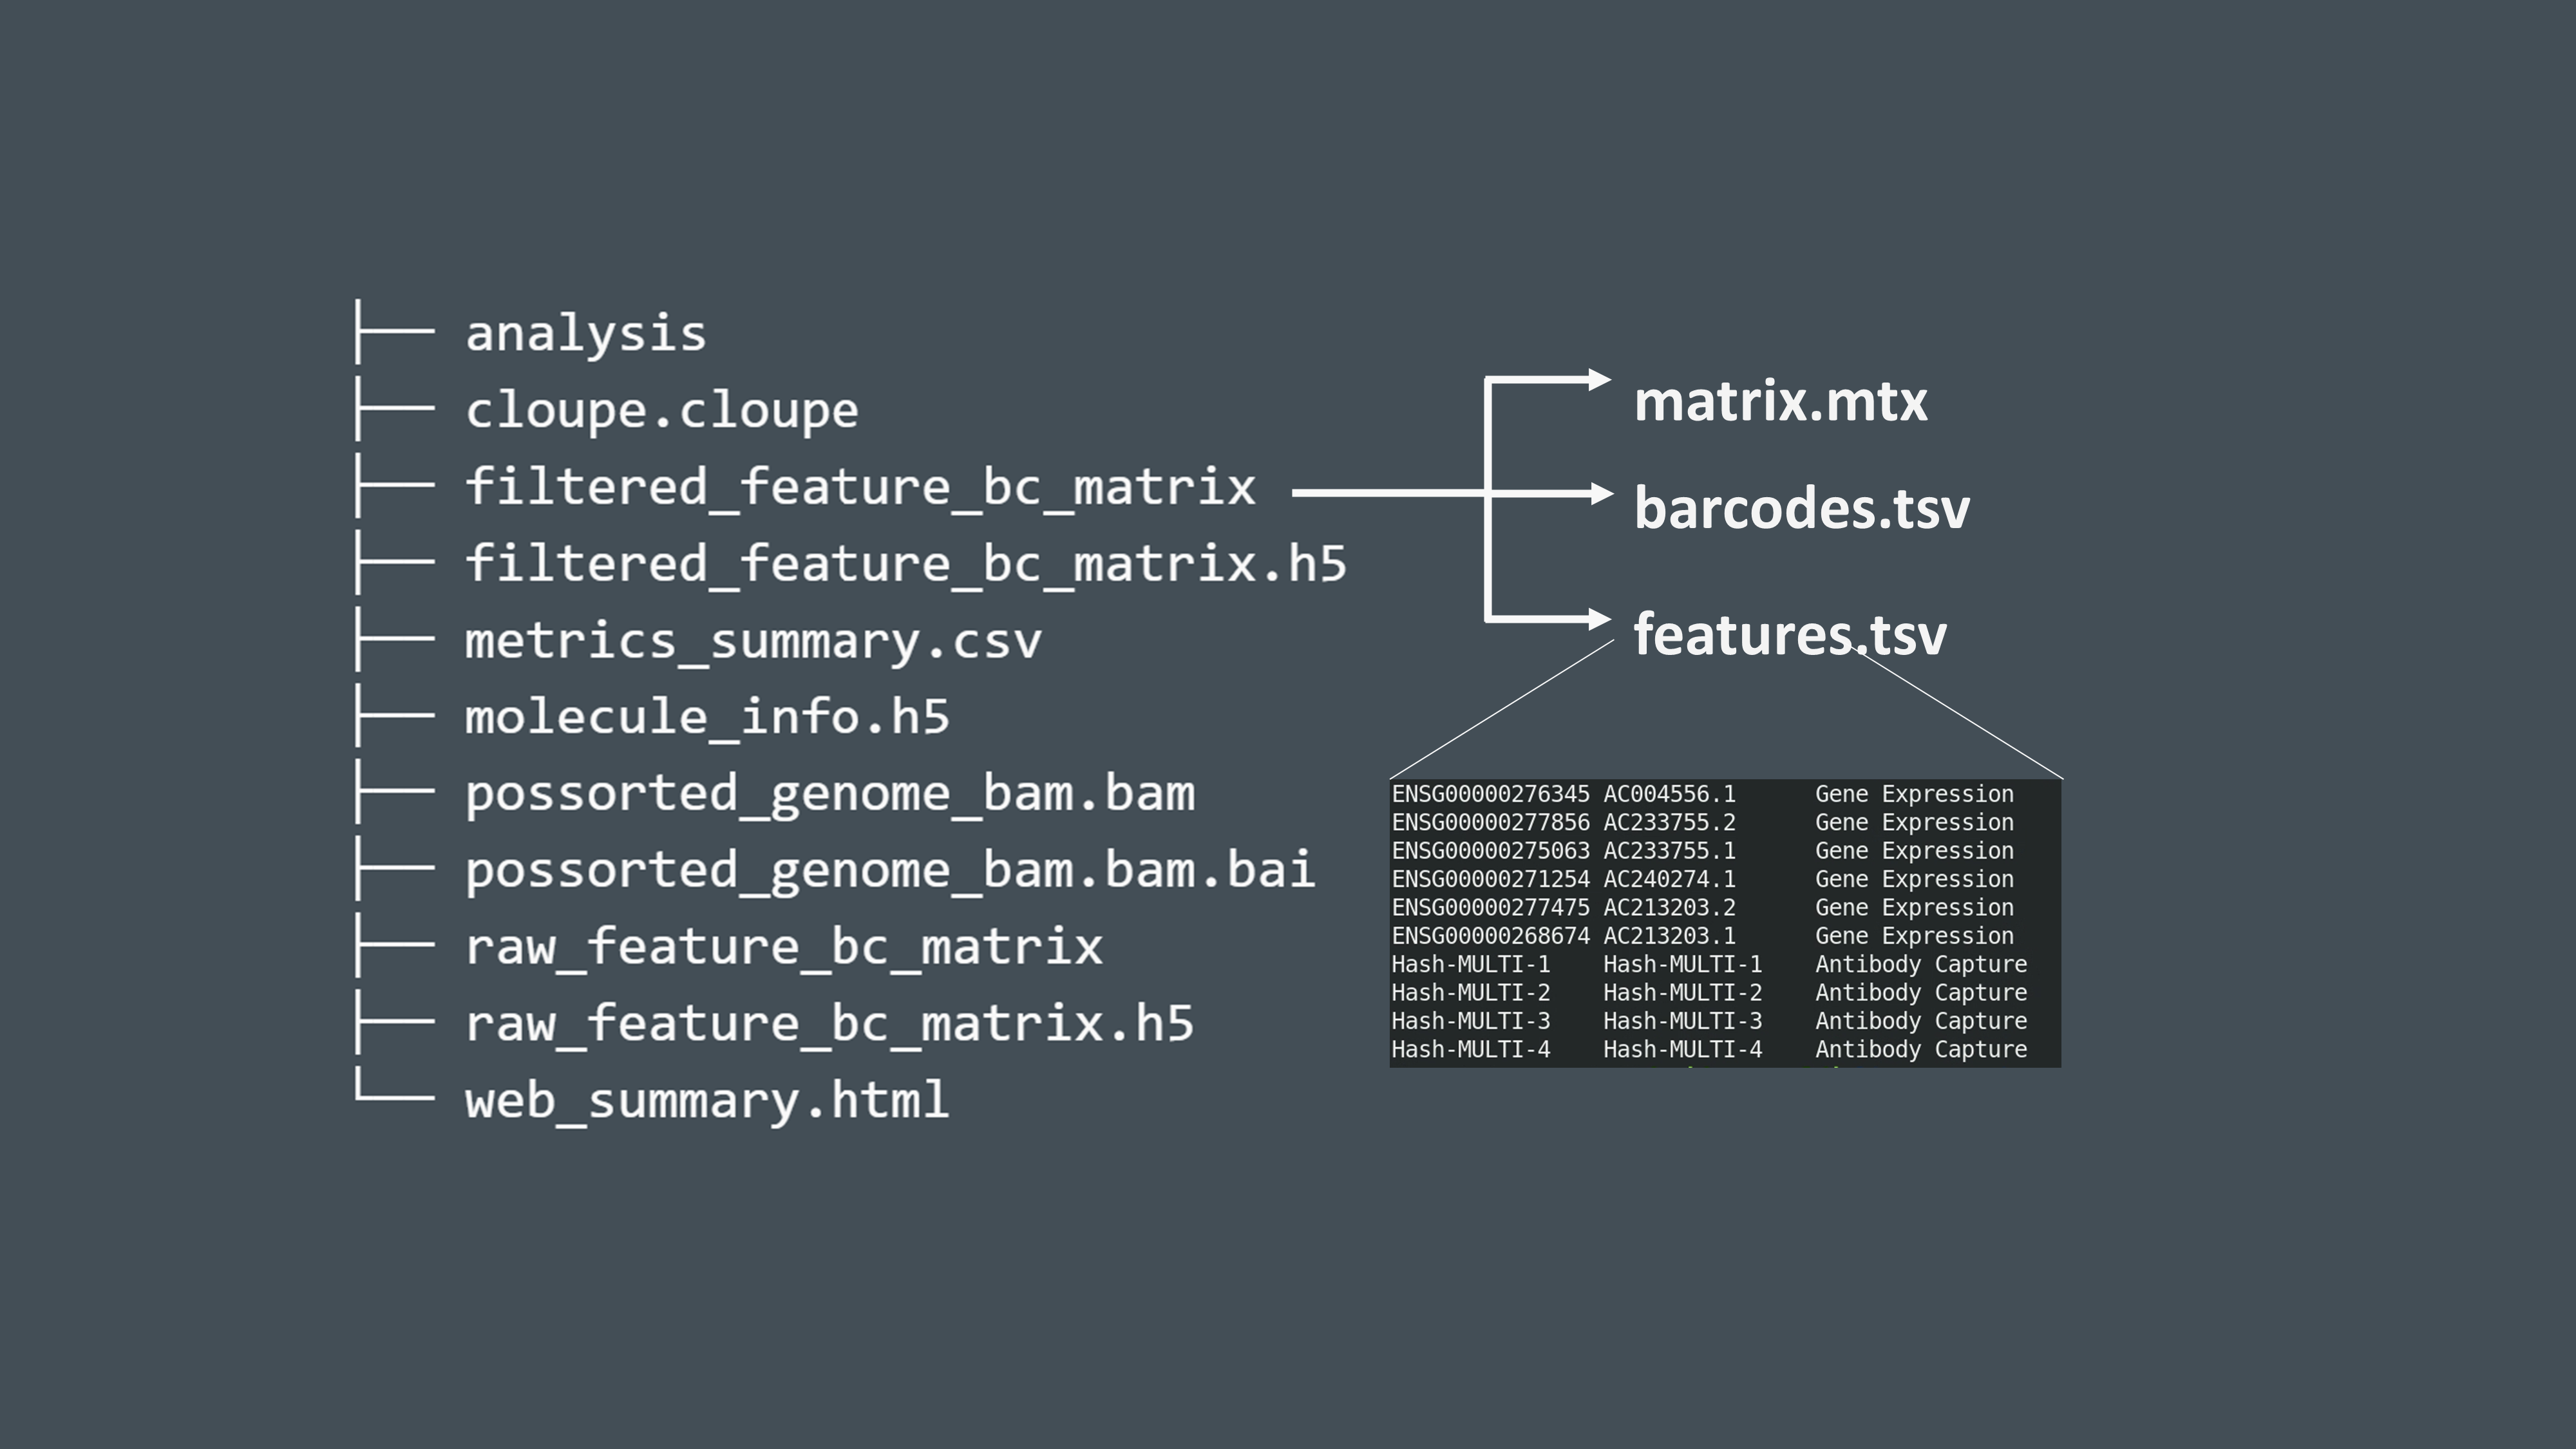 analysis
cloupe.cloupe
filtered_feature_bc_matrix
filtered_feature_bc_matrix.h5
metrics_summary.csv
molecule_info.h5
possorted_genome_bam.bam
possorted_genome_bam.bam.bai
raw_feature_bc_matrix
raw_feature_bc_matrix.h5
web_summary.html
matrix.mtx
barcodes.tsv
features.tsv
ENSG00000276345 AC004556.1 Gene Expression
ENSG00000277856 AC233755.2 Gene Expression
ENSG00000275063 AC233755.1 Gene Expression
ENSG00000271254 AC240274.1 Gene Expression
ENSG00000277475 AC213203.2 Gene Expression
ENSG00000268674 AC213203.1 Gene Expression
Hash-MULTI-1 Hash-MULTI-1 Antibody Capture
Hash-MULTI-2 Hash-MULTI-2 Antibody Capture
Hash-MULTI-3 Hash-MULTI-3 Antibody Capture
Hash-MULTI-4 Hash-MULTI-4 Antibody Capture